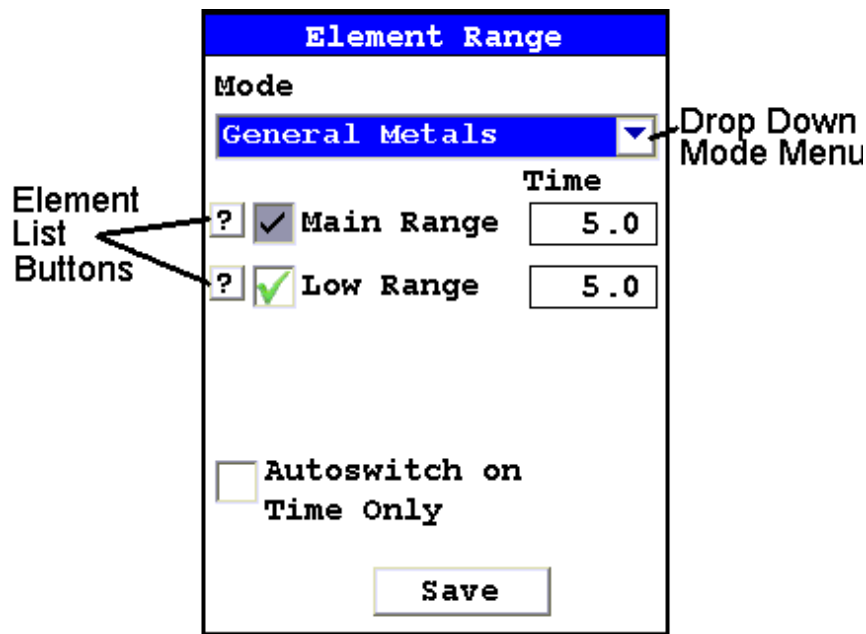 Element Range
Mode
General Metals
Drop Down
Mode Menu
Time
Element
List
Buttons
? Main Range 5.0
? Low Range 5.0
Autoswitch on
Time Only
Save